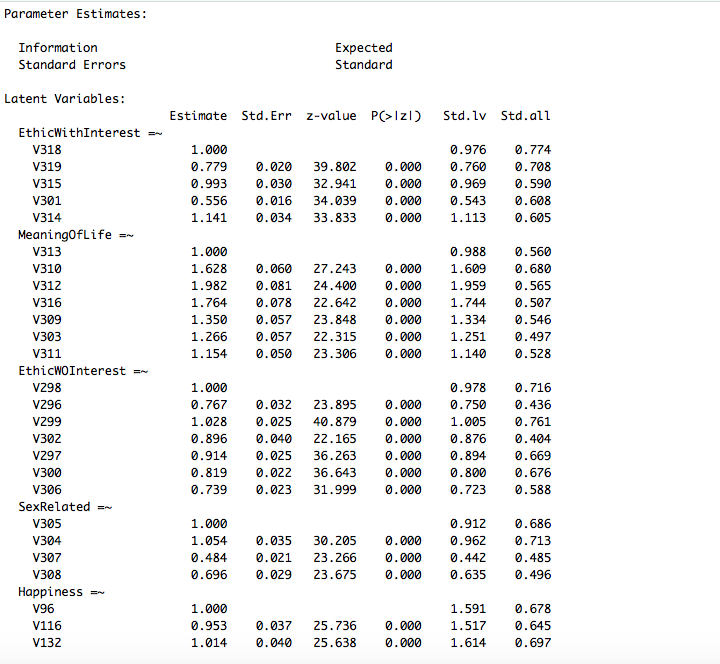 Parameter Estimates:
Information Expected
Standard Errors Standard
Latent Variables:
Estimate Std.Err z-value P(>|z|) Std.lv Std.all
EthicWithInterest =~
V318 1.000 0.976 0.774
V319 0.779 0.020 39.802 0.000 0.760 0.708
V315 0.993 0.030 32.941 0.000 0.969 0.590
V301 0.556 0.016 34.039 0.000 0.543 0.608
V314 1.141 0.034 33.833 0.000 1.113 0.605
MeaningOfLife =~
V313 1.000 0.988 0.560
V310 1.628 0.060 27.243 0.000 1.609 0.680
V312 1.982 0.081 24.400 0.000 1.959 0.565
V316 1.764 0.078 22.642 0.000 1.744 0.507
V309 1.350 0.057 23.848 0.000 1.334 0.546
V303 1.266 0.057 22.315 0.000 1.251 0.497
V311 1.154 0.050 23.306 0.000 1.140 0.528
EthicWOInterest =~
V298 1.000 0.978 0.716
V296 0.767 0.032 23.895 0.000 0.750 0.436
V299 1.028 0.025 40.879 0.000 1.005 0.761
V302 0.896 0.040 22.165 0.000 0.876 0.404
V297 0.914 0.025 36.263 0.000 0.894 0.669
V300 0.819 0.022 36.643 0.000 0.800 0.676
V306 0.739 0.023 31.999 0.000 0.723 0.588
SexRelated =~
V305 1.000 0.912 0.686
V304 1.054 0.035 30.205 0.000 0.962 0.713
V307 0.484 0.021 23.266 0.000 0.442 0.485
V308 0.696 0.029 23.675 0.000 0.635 0.496
Happiness =~
V96 1.000 1.591 0.678
V116 0.953 0.037 25.736 0.000 1.517 0.645
V132 1.014 0.040 25.638 0.000 1.614 0.697